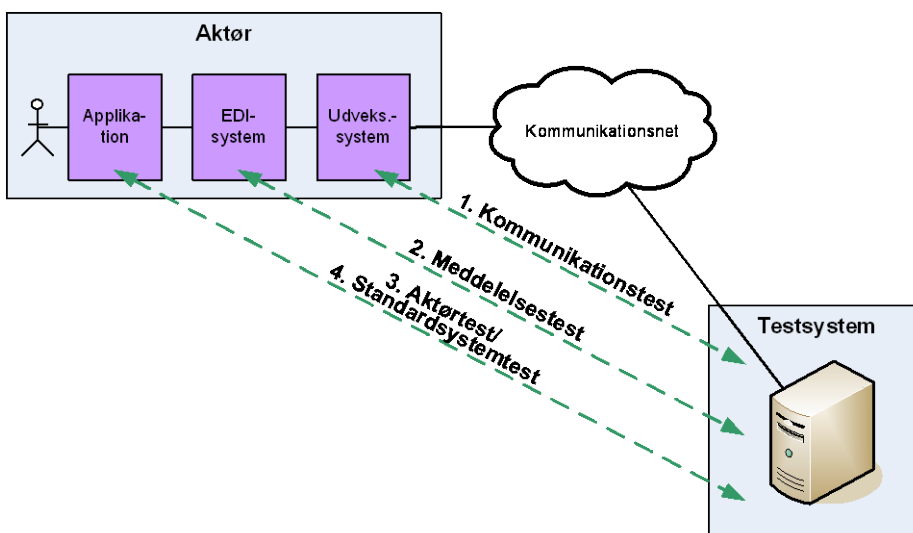 Aktør
Applika-
tion
EDI-
system
Udveks.-
system
Kommunikationsnet
1. Kommunikationstest
2. Meddelelsestest
3. Aktørtest/
4. Standardsystemtest
Testsystem